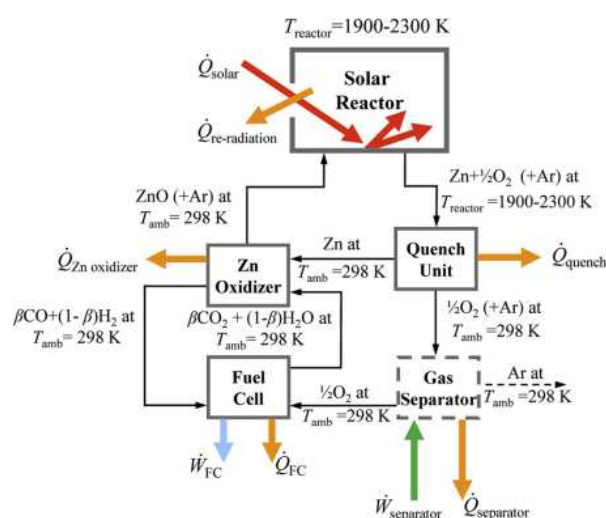 T_reactor=1900-2300 K
Q̇_solar
Solar
Reactor
Q̇_re-radiation
ZnO (+Ar) at
T_amb= 298 K
Zn+½O₂ (+Ar) at
T_reactor=1900-2300 K
Q̇_Zn oxidizer
Zn
Oxidizer
Zn at
T_amb=298 K
Quench
Unit
Q̇_quench
βCO+(1- β)H₂ at
T_amb= 298 K
βCO₂ + (1-β)H₂O at
T_amb= 298 K
½O₂ (+Ar) at
T_amb= 298 K
Fuel
Cell
½O₂ at
T_amb=298 K
Gas
Separator
Ar at
T_amb= 298 K
Ẇ_FC
Q̇_FC
Ẇ_separator
Q̇_separator